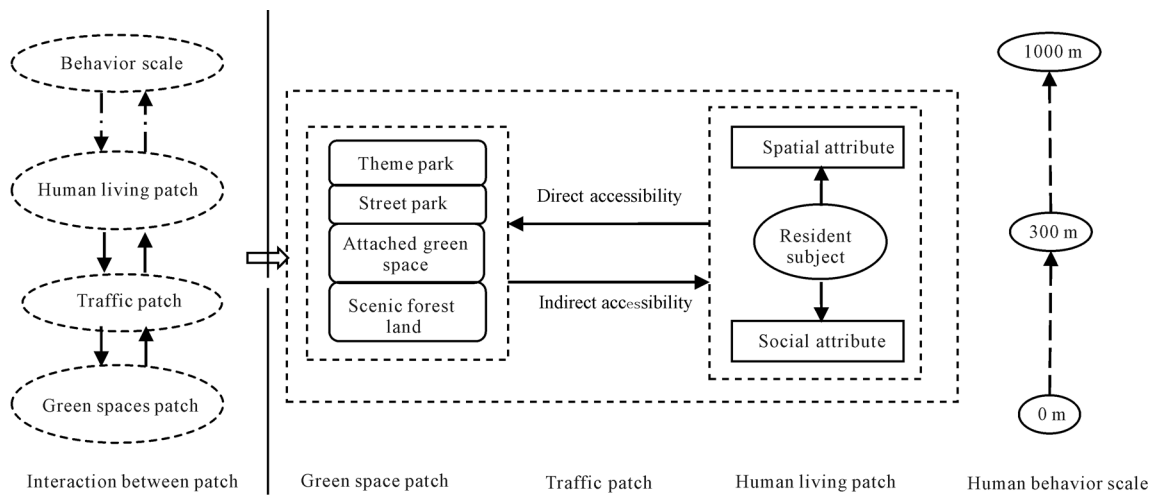 Behavior scale
Human living patch
Traffic patch
Green spaces patch
Interaction between patch
Theme park
Street park
Attached green
space
Scenic forest
land
Green space patch
Direct accessibility
Indirect accessibility
Traffic patch
Spatial attribute
Resident
subject
Social attribute
Human living patch
1000 m
300 m
0 m
Human behavior scale